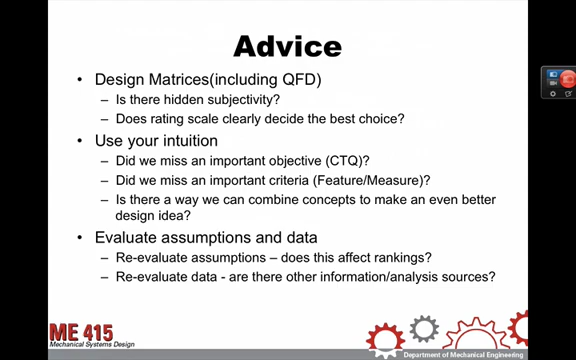 Advice
• Design Matrices(including QFD)
– Is there hidden subjectivity?
– Does rating scale clearly decide the best choice?
• Use your intuition
– Did we miss an important objective (CTQ)?
– Did we miss an important criteria (Feature/Measure)?
– Is there a way we can combine concepts to make an even better
design idea?
• Evaluate assumptions and data
– Re-evaluate assumptions – does this affect rankings?
– Re-evaluate data - are there other information/analysis sources?
ME 415
Mechanical Systems Design
Department of Mechanical Engineering